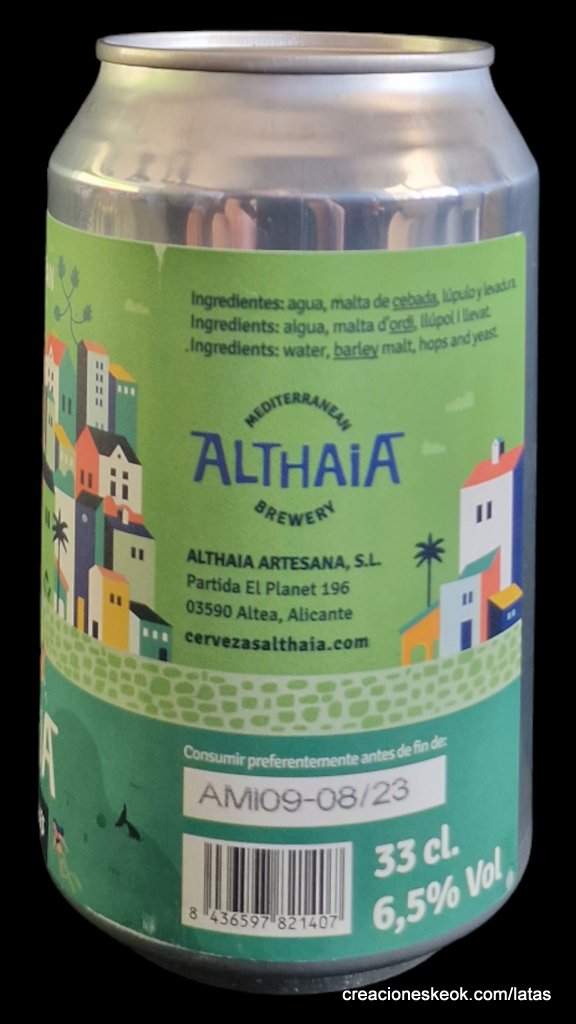 Ingredientes: agua, malta de cebada, lúpulo y levadura.
Ingredients: aigua, malta d'ordi, llúpol i llevat.
Ingredients: water, barley malt, hops and yeast.
MEDITERRANEAN
ALTHAiA
BREWERY
ALTHAIA ARTESANA, S.L.
Partida El Planet 196
03590 Altea, Alicante
cervezasalthaia.com
Consumir preferentemente antes de fin de:
AMI09-08/23
8 436597 821407
33 cl.
6,5% Vol
creacioneskeok.com/latas